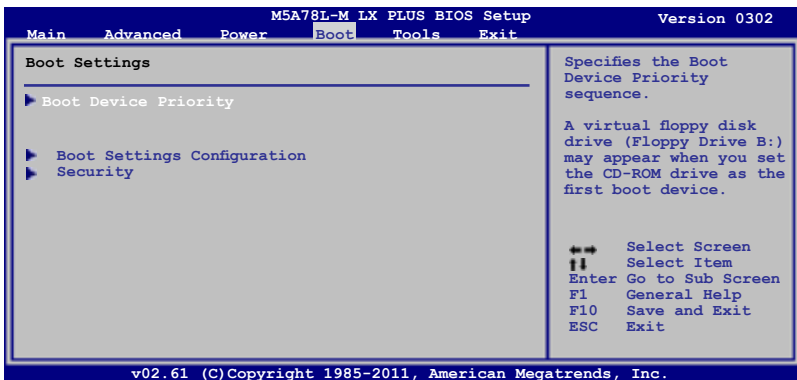 M5A78L-M LX PLUS BIOS Setup Version 0302
Main Advanced Power Boot Tools Exit
Boot Settings
Boot Device Priority
Boot Settings Configuration
Security
Specifies the Boot
Device Priority
sequence.
A virtual floppy disk
drive (Floppy Drive B:)
may appear when you set
the CD-ROM drive as the
first boot device.
←→ Select Screen
↑↓ Select Item
Enter Go to Sub Screen
F1 General Help
F10 Save and Exit
ESC Exit
v02.61 (C)Copyright 1985-2011, American Megatrends, Inc.